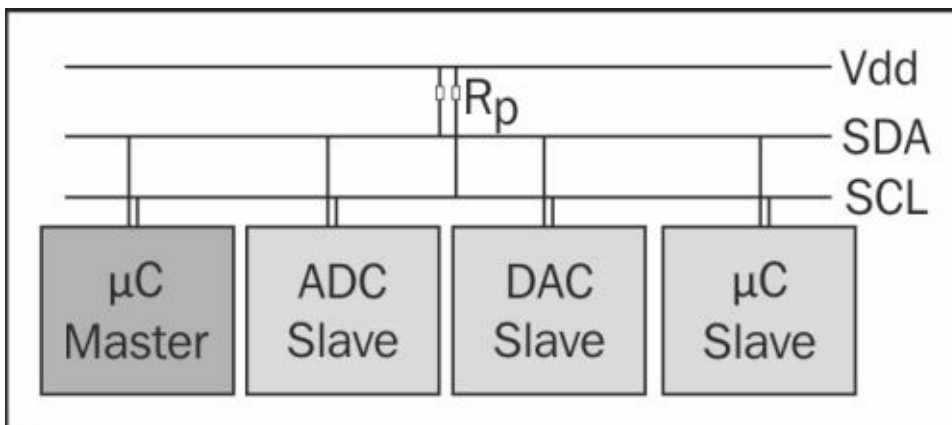 Vdd
Rp
SDA
SCL
µC
Master
ADC
Slave
DAC
Slave
µC
Slave